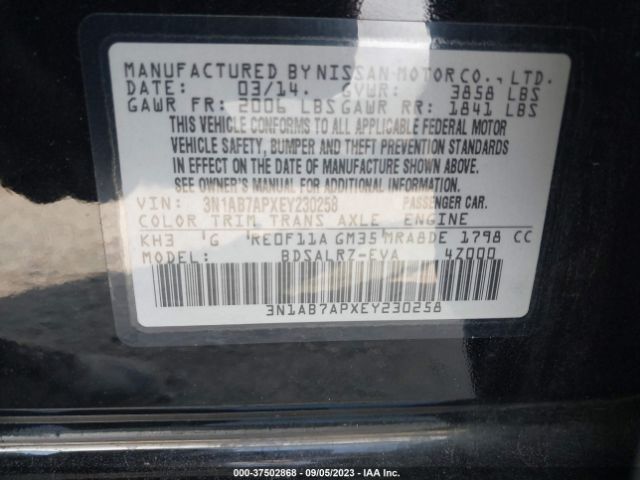 MANUFACTURED BY NISSAN MOTOR CO., LTD.
DATE: 03/14. GVWR: 3858 LBS
GAWR FR: 2006 LBS GAWR RR: 1841 LBS
THIS VEHICLE CONFORMS TO ALL APPLICABLE FEDERAL MOTOR
VEHICLE SAFETY, BUMPER AND THEFT PREVENTION STANDARDS
IN EFFECT ON THE DATE OF MANUFACTURE SHOWN ABOVE.
SEE OWNER'S MANUAL FOR ADDITIONAL INFORMATION.
VIN: 3N1AB7APXEY230258 PASSENGER CAR.
COLOR TRIM TRANS AXLE ENGINE
KH3 'G 'RE0F11A GM35'MRA8DE 1798 CC
MODEL: BDSALRZ-EVA 4Z000
3N1AB7APXEY230258
000-37502868 - 09/05/2023 - IAA Inc.